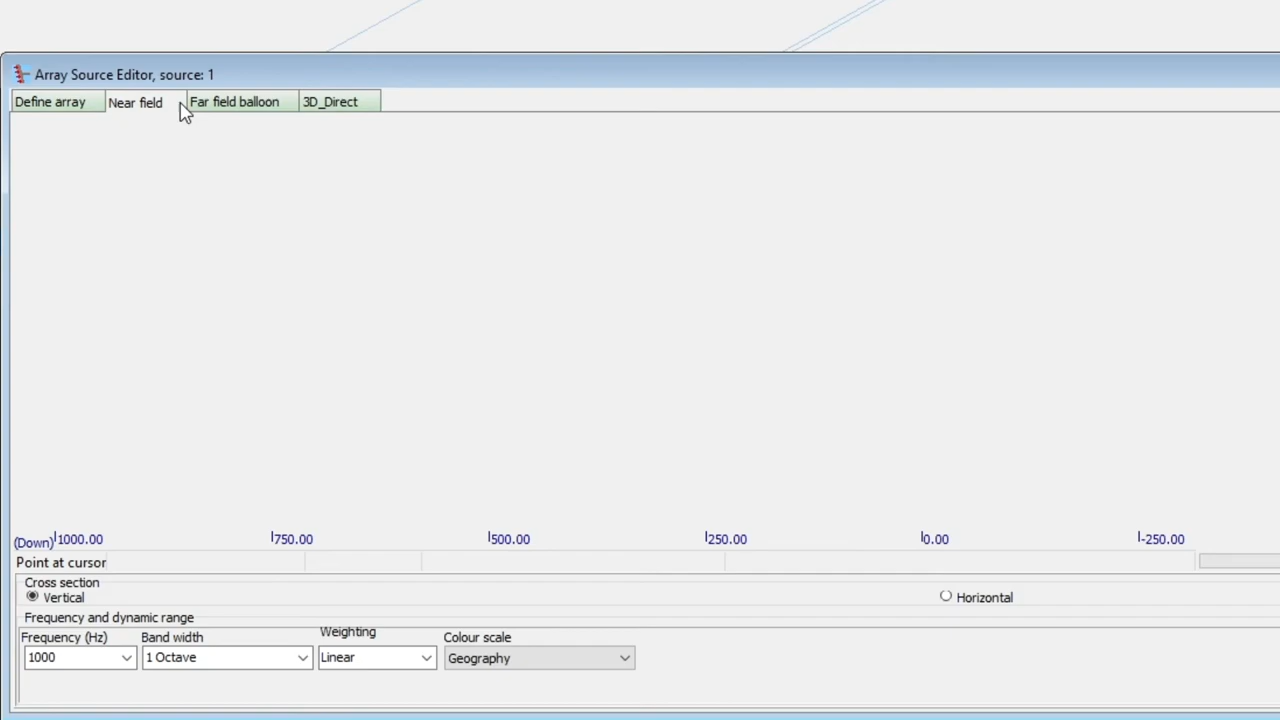 Array Source Editor, source: 1
Define array Near field Far field balloon 3D_Direct
(Down) 1000.00 750.00 500.00 250.00 0.00 -250.00
Point at cursor
Cross section
Vertical Horizontal
Frequency and dynamic range
Frequency (Hz) Band width Weighting Colour scale
1000 1 Octave Linear Geography